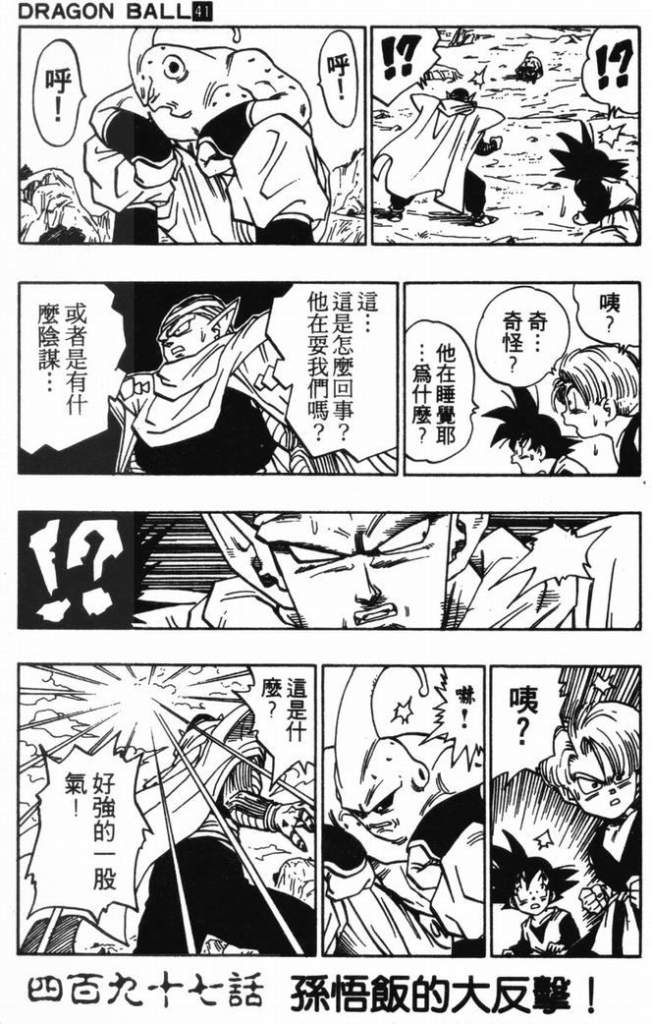 DRAGON BALL 41
!?
!?
呼！
呼！
咦？
奇…
奇怪？
他在睡覺耶
…爲什麼？
這…
這是怎麼回事？
他在耍我們嗎？
或者是有什
麼陰謀…
!?
咦？
嚇！
這是什
麼？
好強的一股
氣！
四百九十七話 孫悟飯的大反擊！